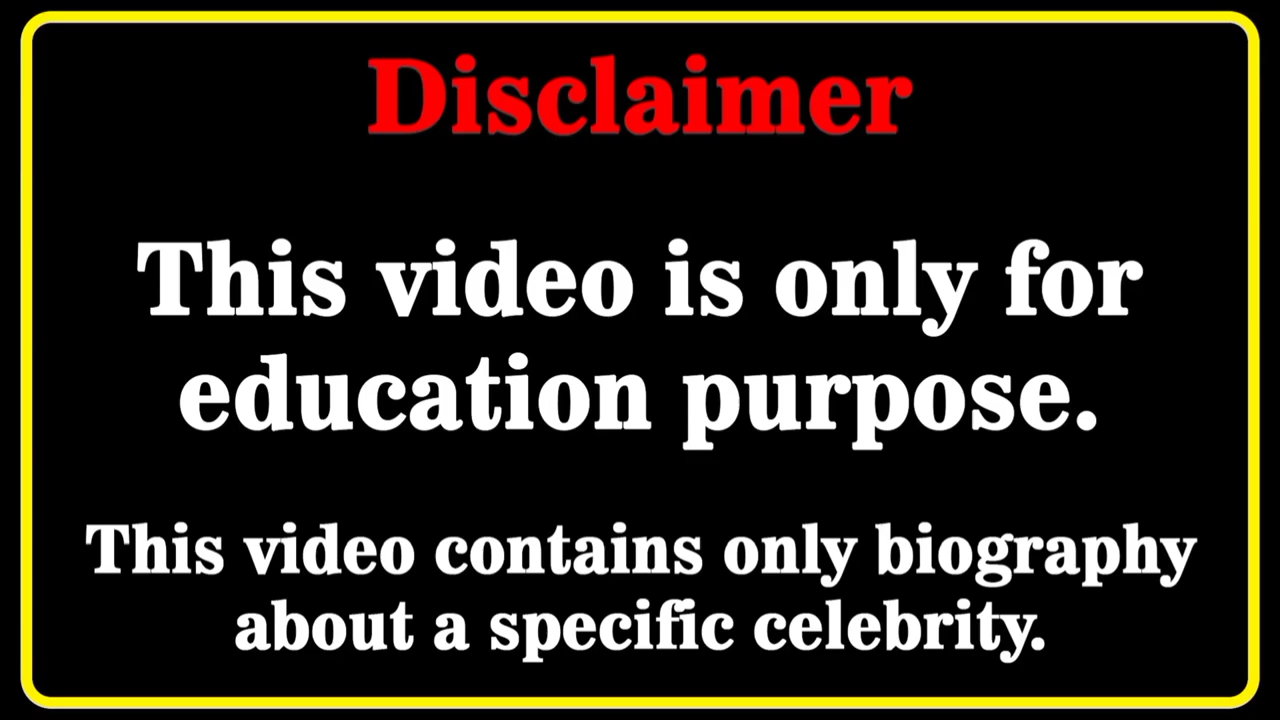 Disclaimer
This video is only for
education purpose.
This video contains only biography
about a specific celebrity.